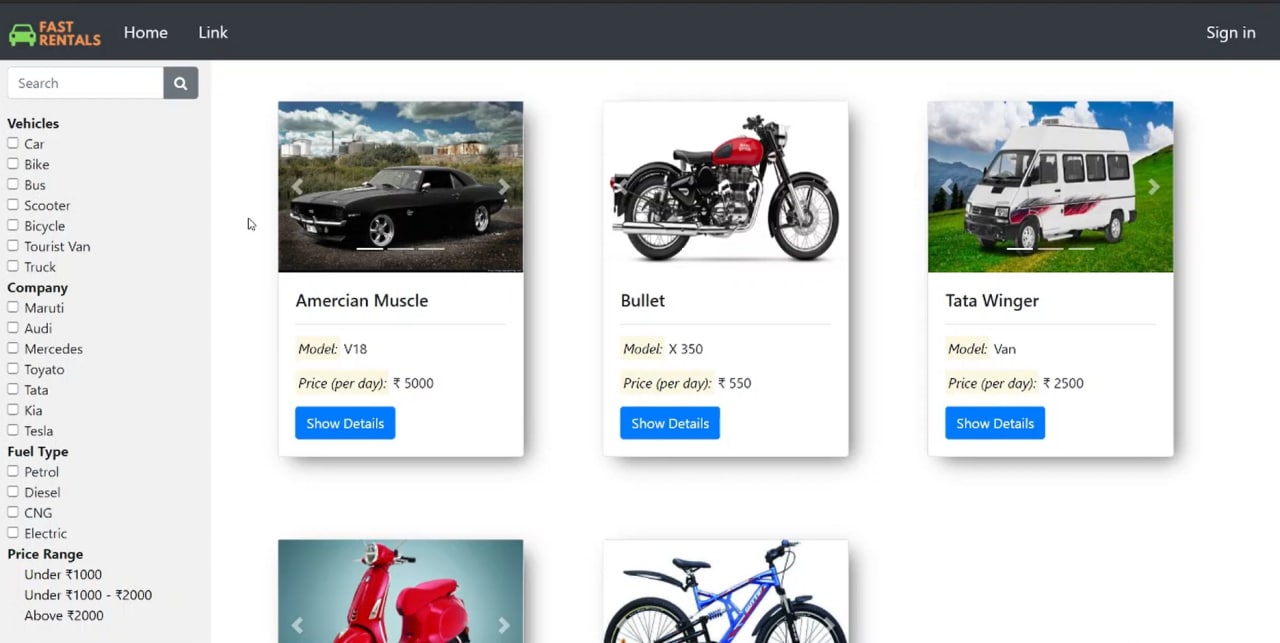 FAST
RENTALS
Home
Link
Sign in
Search
Vehicles
Car
Bike
Bus
Scooter
Bicycle
Tourist Van
Truck
Company
Maruti
Audi
Mercedes
Toyato
Tata
Kia
Tesla
Fuel Type
Petrol
Diesel
CNG
Electric
Price Range
Under ₹1000
Under ₹1000 - ₹2000
Above ₹2000
Amercian Muscle
Model: V18
Price (per day): ₹ 5000
Show Details
Bullet
Model: X 350
Price (per day): ₹ 550
Show Details
Tata Winger
Model: Van
Price (per day): ₹ 2500
Show Details